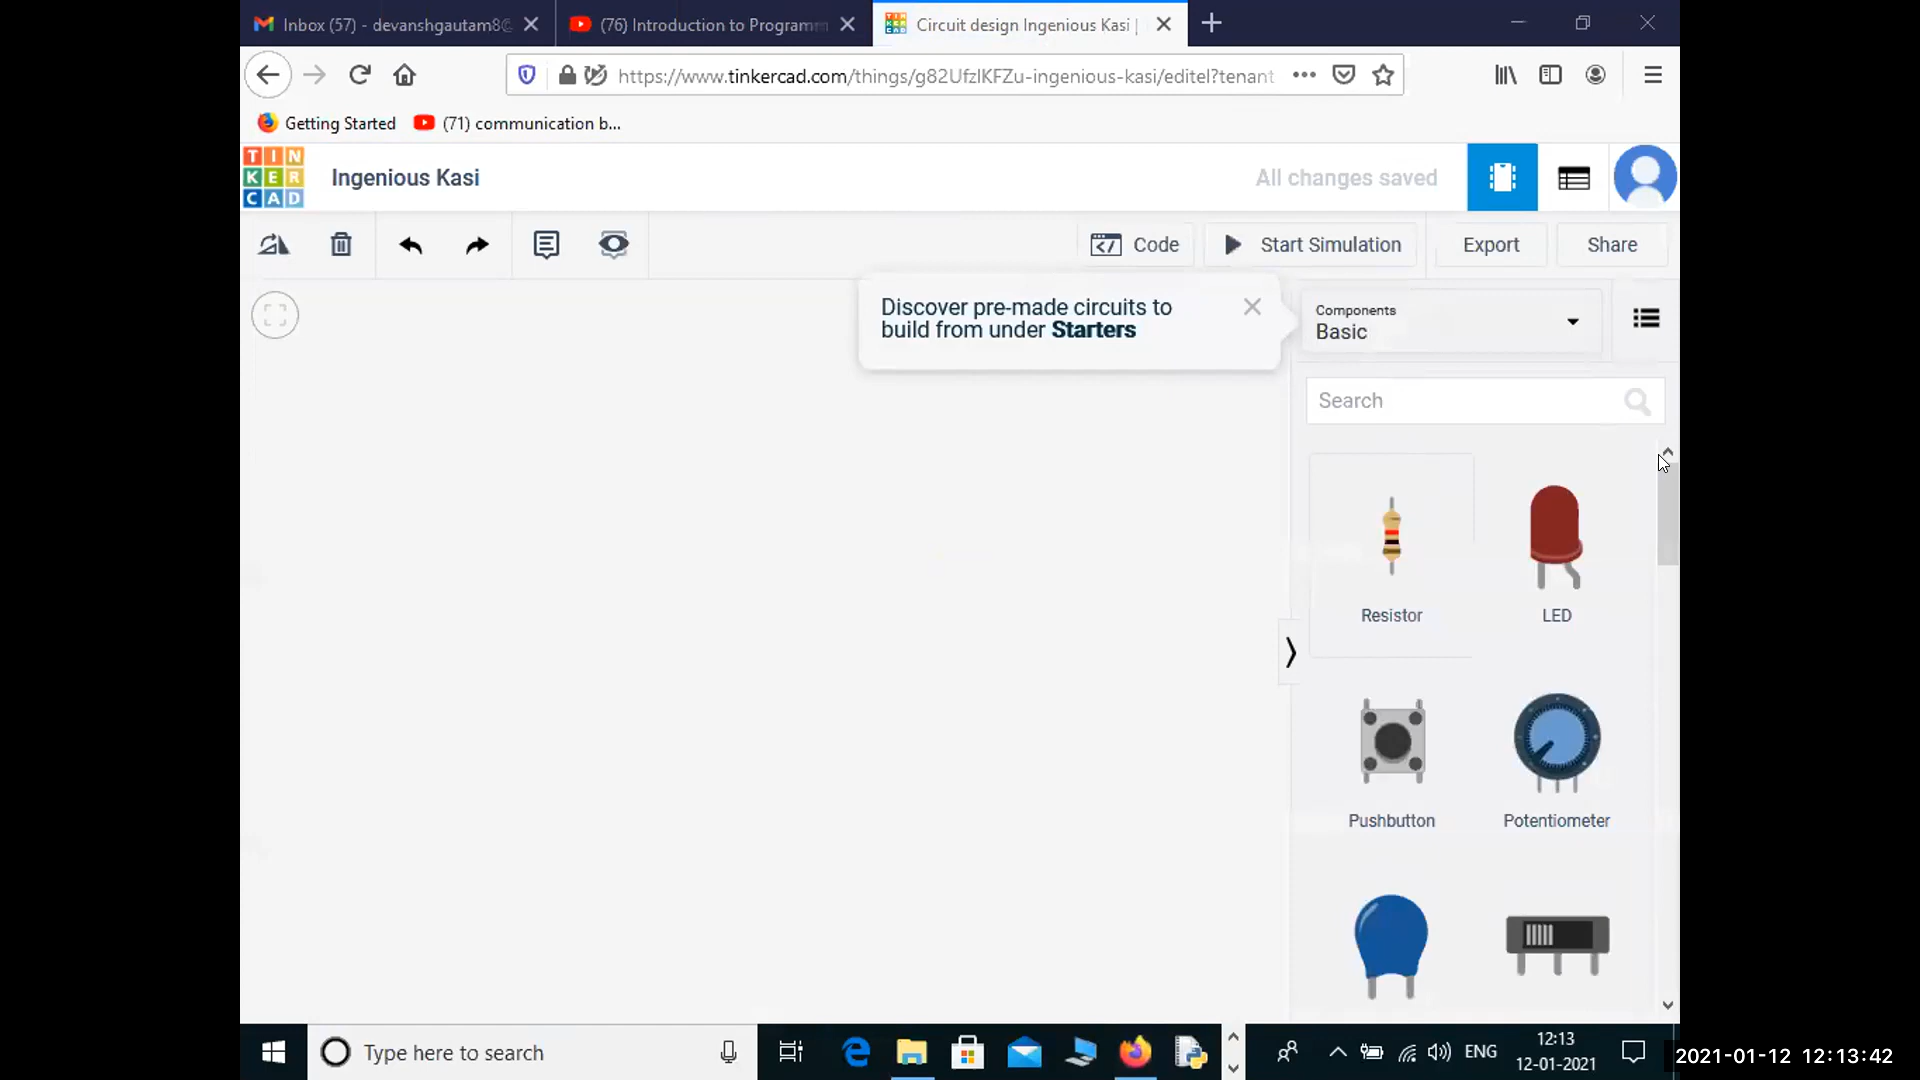 Inbox (57) - devanshgautam8@
(76) Introduction to Programm
Circuit design Ingenious Kasi |
https://www.tinkercad.com/things/g82UfzlKFZu-ingenious-kasi/editel?tenant
Getting Started
(71) communication b...
TIN
KER
CAD
Ingenious Kasi
All changes saved
Code
Start Simulation
Export
Share
Discover pre-made circuits to
build from under Starters
Components
Basic
Search
Resistor
LED
Pushbutton
Potentiometer
Type here to search
ENG
12:13
12-01-2021
2021-01-12 12:13:42